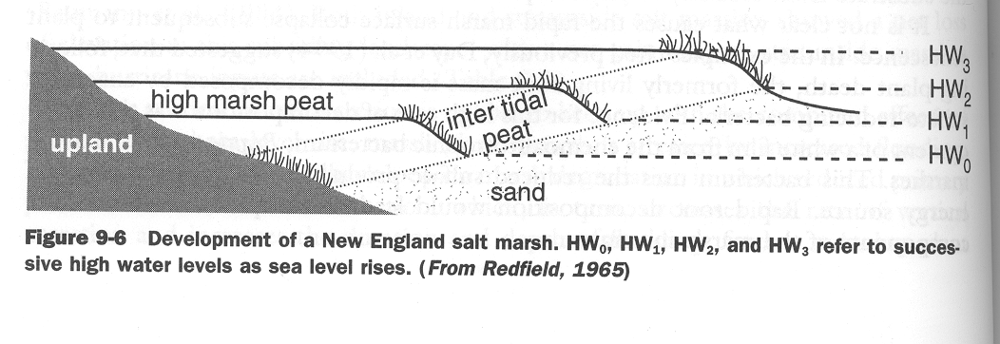 HW₃
HW₂
high marsh peat
inter tidal
HW₁
peat
upland
HW₀
sand
Figure 9-6 Development of a New England salt marsh. HW₀, HW₁, HW₂, and HW₃ refer to succes-
sive high water levels as sea level rises. (From Redfield, 1965)